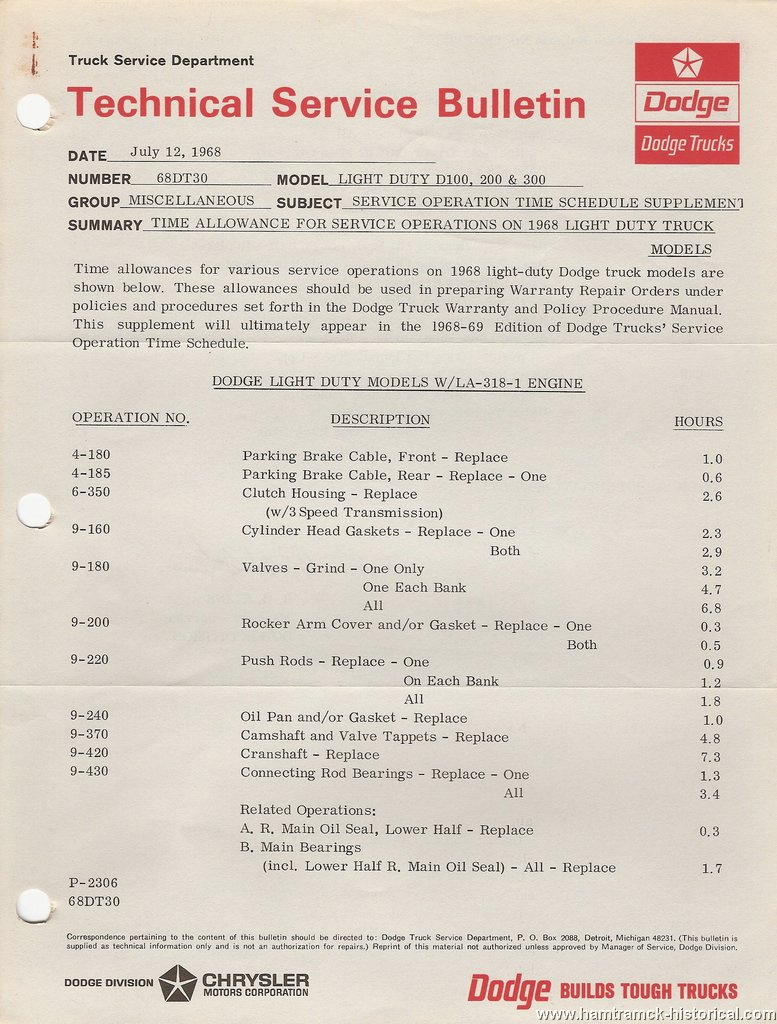 Truck Service Department
Technical Service Bulletin
Dodge
Dodge Trucks
DATE July 12, 1968
NUMBER 68DT30 MODEL LIGHT DUTY D100, 200 & 300
GROUP MISCELLANEOUS SUBJECT SERVICE OPERATION TIME SCHEDULE SUPPLEMENT
SUMMARY TIME ALLOWANCE FOR SERVICE OPERATIONS ON 1968 LIGHT DUTY TRUCK
MODELS
Time allowances for various service operations on 1968 light-duty Dodge truck models are
shown below. These allowances should be used in preparing Warranty Repair Orders under
policies and procedures set forth in the Dodge Truck Warranty and Policy Procedure Manual.
This supplement will ultimately appear in the 1968-69 Edition of Dodge Trucks' Service
Operation Time Schedule.
DODGE LIGHT DUTY MODELS W/LA-318-1 ENGINE
OPERATION NO. DESCRIPTION HOURS
4-180 Parking Brake Cable, Front - Replace 1.0
4-185 Parking Brake Cable, Rear - Replace - One 0.6
6-350 Clutch Housing - Replace 2.6
(w/3 Speed Transmission)
9-160 Cylinder Head Gaskets - Replace - One 2.3
Both 2.9
9-180 Valves - Grind - One Only 3.2
One Each Bank 4.7
All 6.8
9-200 Rocker Arm Cover and/or Gasket - Replace - One 0.3
Both 0.5
9-220 Push Rods - Replace - One 0.9
On Each Bank 1.2
All 1.8
9-240 Oil Pan and/or Gasket - Replace 1.0
9-370 Camshaft and Valve Tappets - Replace 4.8
9-420 Cranshaft - Replace 7.3
9-430 Connecting Rod Bearings - Replace - One 1.3
All 3.4
Related Operations:
A. R. Main Oil Seal, Lower Half - Replace 0.3
B. Main Bearings
(incl. Lower Half R. Main Oil Seal) - All - Replace 1.7
P-2306
68DT30
Correspondence pertaining to the content of this bulletin should be directed to: Dodge Truck Service Department, P. O. Box 2088, Detroit, Michigan 48231. (This bulletin is
supplied as technical information only and is not an authorization for repairs.) Reprint of this material not authorized unless approved by Manager of Service, Dodge Division.
DODGE DIVISION CHRYSLER
MOTORS CORPORATION
Dodge BUILDS TOUGH TRUCKS
www.hamtramck-historical.com